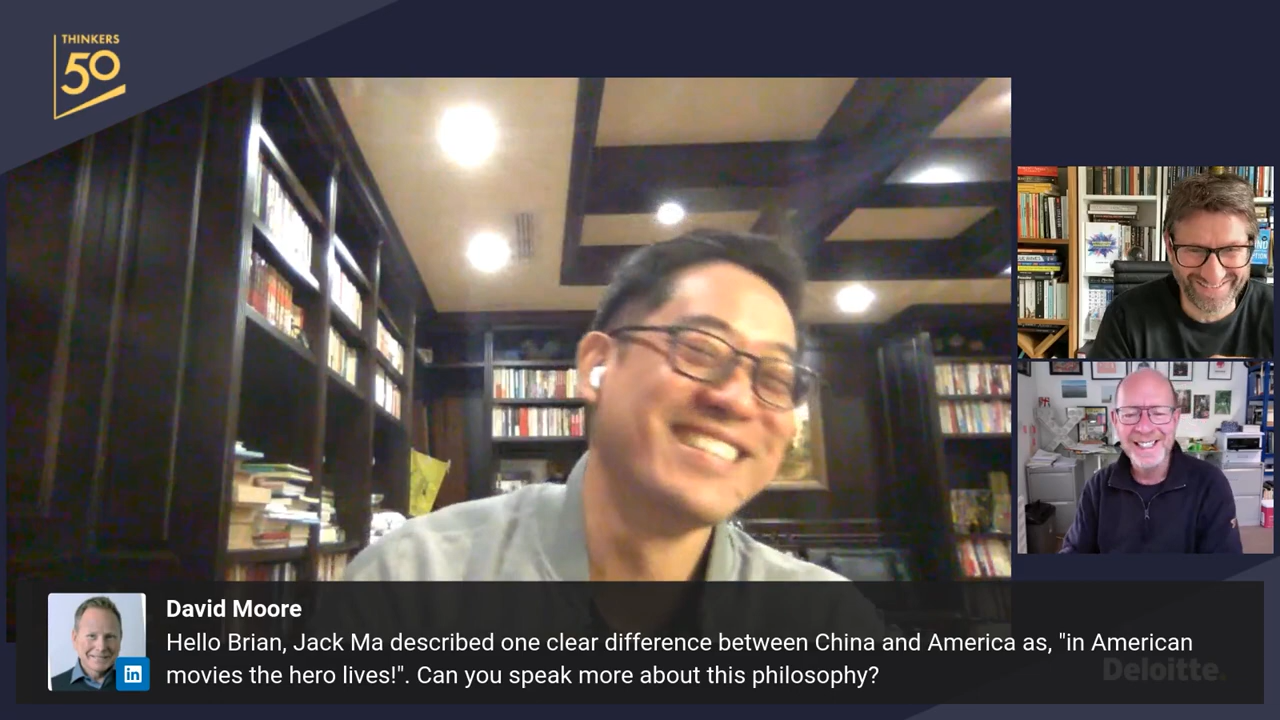 THINKERS
50
David Moore
Hello Brian, Jack Ma described one clear difference between China and America as, "in American
movies the hero lives!". Can you speak more about this philosophy?
in
Deloitte.